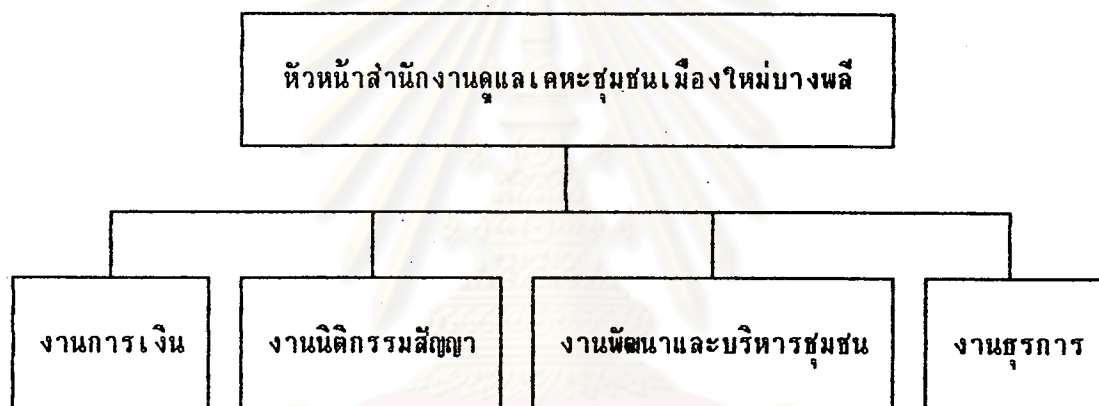 หัวหน้าสำนักงานดูแลเคหะชุมชนเมืองใหม่บางพลี
งานการเงิน
งานนิติกรรมสัญญา
งานพัฒนาและบริหารชุมชน
งานธุรการ